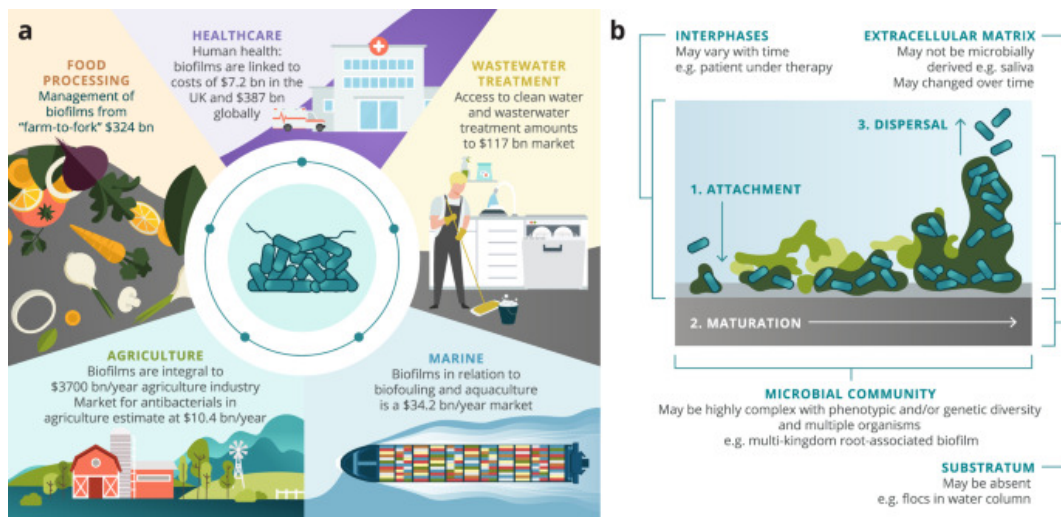 a
HEALTHCARE
Human health:
biofilms are linked to
costs of $7.2 bn in the
UK and $387 bn
globally
FOOD
PROCESSING
Management of
biofilms from
“farm-to-fork” $324 bn
WASTEWATER
TREATMENT
Access to clean water
and wasterwater
treatment amounts
to $117 bn market
AGRICULTURE
Biofilms are integral to
$3700 bn/year agriculture industry
Market for antibacterials in
agriculture estimate at $10.4 bn/year
MARINE
Biofilms in relation to
biofouling and aquaculture
is a $34.2 bn/year market
b
INTERPHASES
May vary with time
e.g. patient under therapy
EXTRACELLULAR MATRIX
May not be microbially
derived e.g. saliva
May changed over time
3. DISPERSAL
1. ATTACHMENT
2. MATURATION
MICROBIAL COMMUNITY
May be highly complex with phenotypic and/or genetic diversity
and multiple organisms
e.g. multi-kingdom root-associated biofilm
SUBSTRATUM
May be absent
e.g. flocs in water column